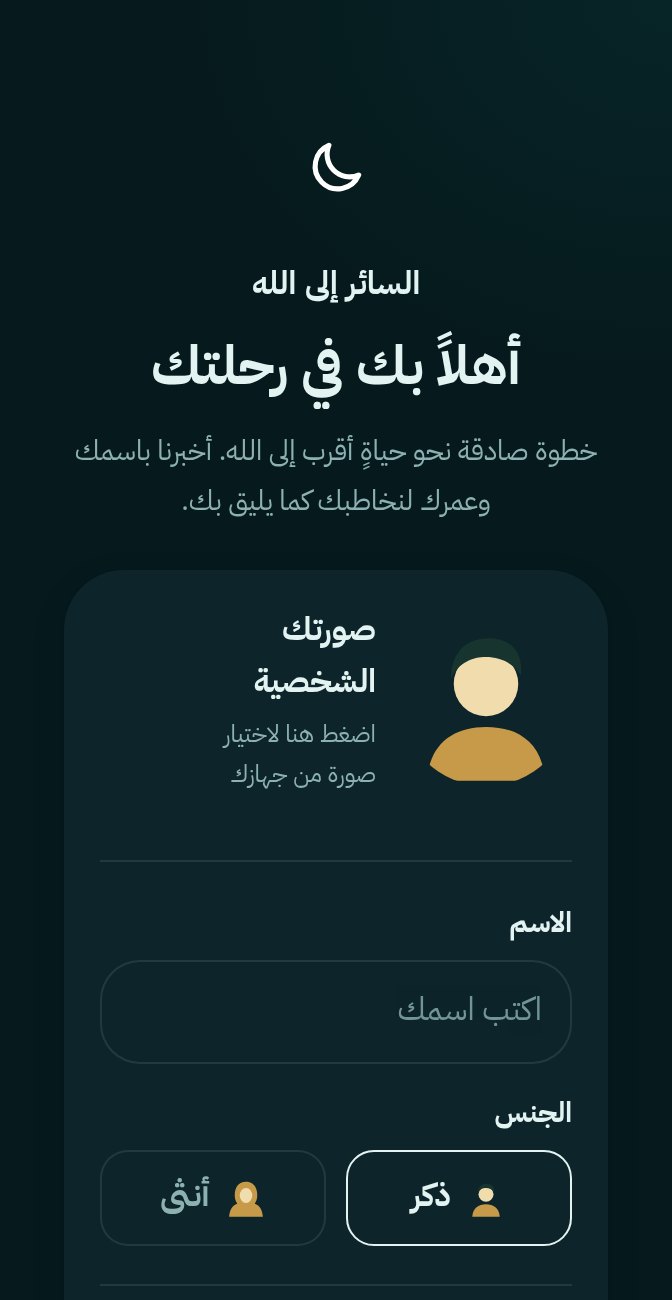 السائر إلى الله
أهلاً بك في رحلتك
خطوة صادقة نحو حياةٍ أقرب إلى الله. أخبرنا باسمك
وعمرك لنخاطبك كما يليق بك.
صورتك
الشخصية
اضغط هنا لاختيار
صورة من جهازك
الاسم
اكتب اسمك
الجنس
ذكر
أنثى